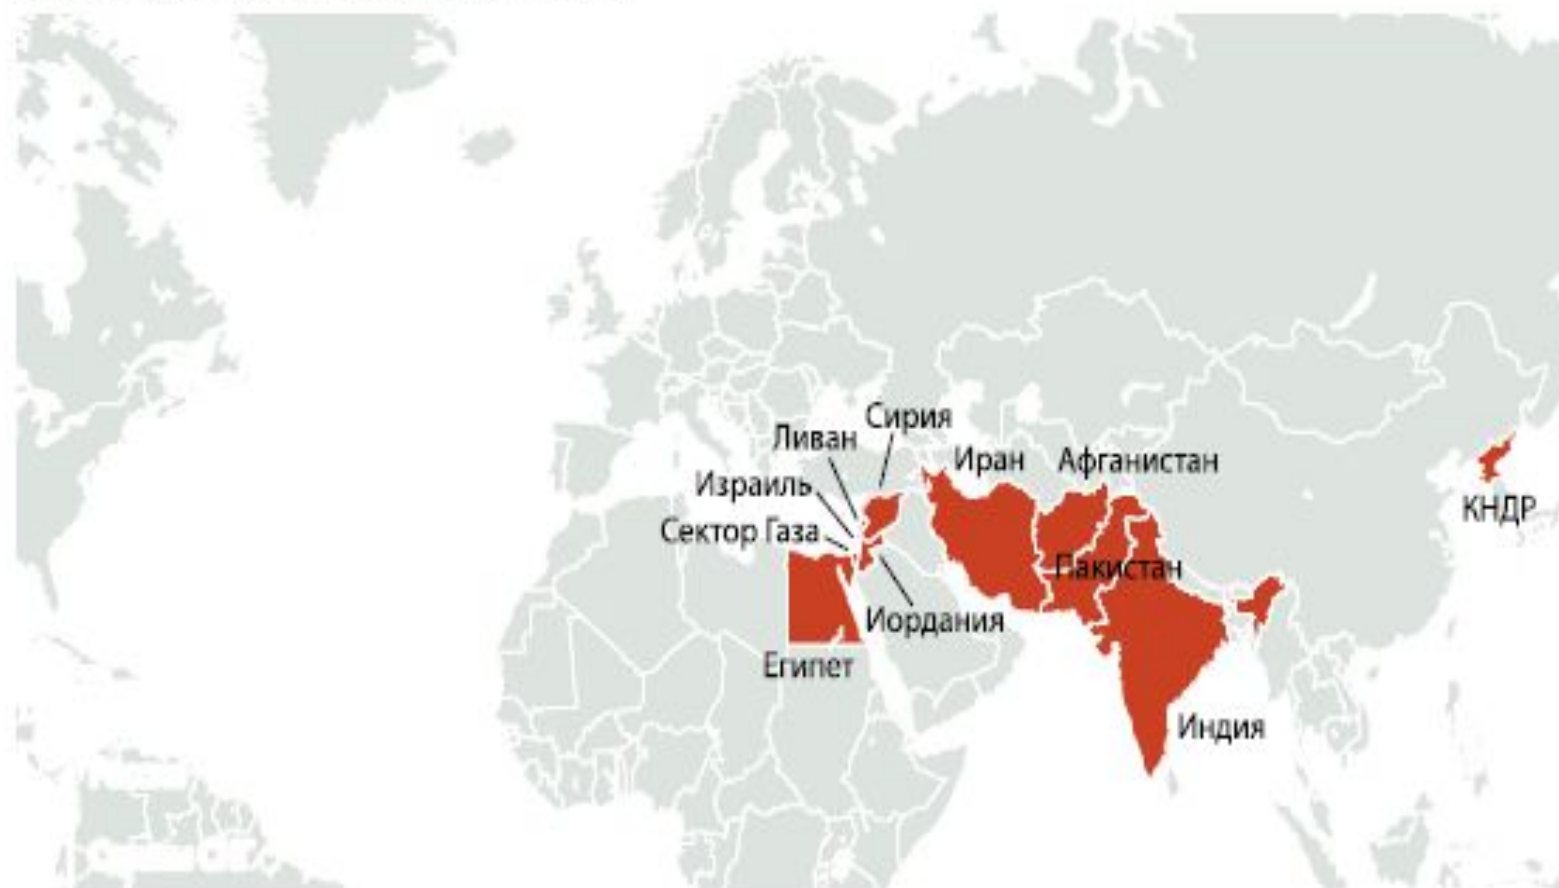 Сирия
Ливан
Иран
Афганистан
Израиль
Сектор Газа
КНДР
Пакистан
Иордания
Египет
Индия